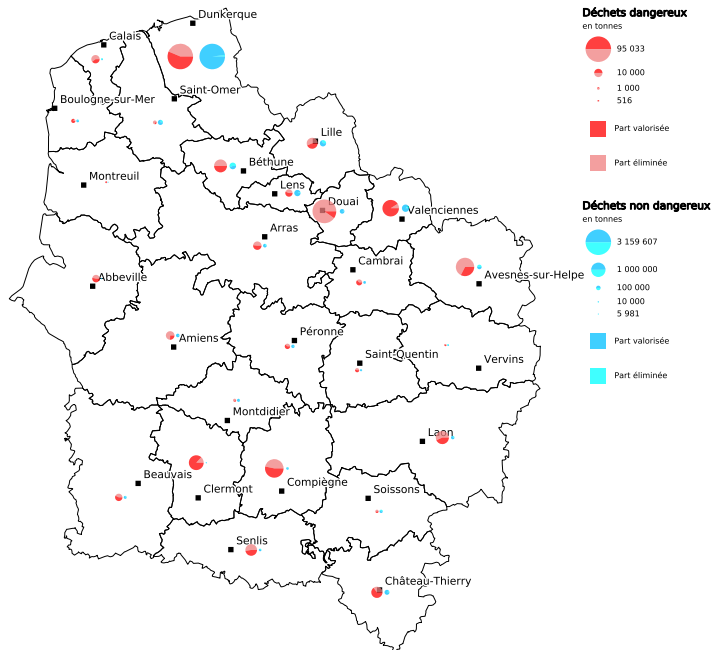 Dunkerque
Calais
Saint-Omer
Boulogne-sur-Mer
Lille
Béthune
Montreuil
Lens
Douai
Valenciennes
Arras
Cambrai
Avesnes-sur-Helpe
Abbeville
Amiens
Péronne
Saint-Quentin
Vervins
Montdidier
Laon
Beauvais
Clermont
Compiègne
Soissons
Senlis
Château-Thierry
Déchets dangereux
en tonnes
95 033
10 000
1 000
516
Part valorisée
Part éliminée
Déchets non dangereux
en tonnes
3 159 607
1 000 000
100 000
10 000
5 981
Part valorisée
Part éliminée